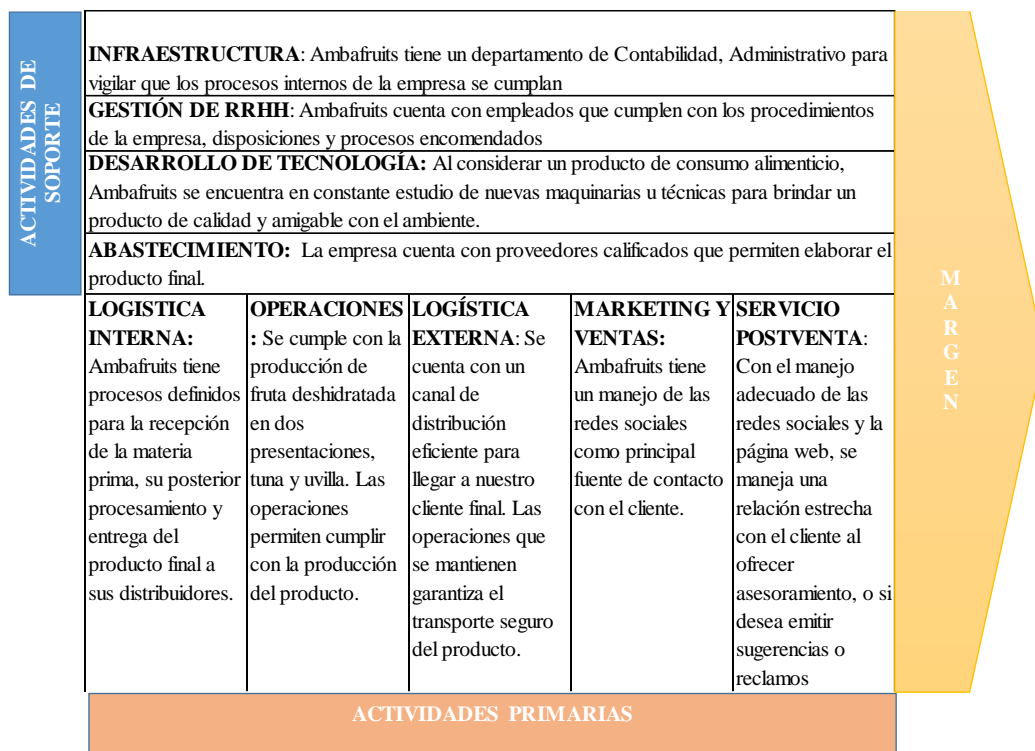 ACTIVIDADES DE
SOPORTE
INFRAESTRUCTURA: Ambafruits tiene un departamento de Contabilidad, Administrativo para
vigilar que los procesos internos de la empresa se cumplan
GESTIÓN DE RRHH: Ambafruits cuenta con empleados que cumplen con los procedimientos
de la empresa, disposiciones y procesos encomendados
DESARROLLO DE TECNOLOGÍA: Al considerar un producto de consumo alimenticio,
Ambafruits se encuentra en constante estudio de nuevas maquinarias u técnicas para brindar un
producto de calidad y amigable con el ambiente.
ABASTECIMIENTO: La empresa cuenta con proveedores calificados que permiten elaborar el
producto final.
LOGISTICA
INTERNA:
Ambafruits tiene
procesos definidos
para la recepción
de la materia
prima, su posterior
procesamiento y
entrega del
producto final a
sus distribuidores.
OPERACIONES
: Se cumple con la
producción de
fruta deshidratada
en dos
presentaciones,
tuna y uvilla. Las
operaciones
permiten cumplir
con la producción
del producto.
LOGÍSTICA
EXTERNA: Se
cuenta con un
canal de
distribución
eficiente para
llegar a nuestro
cliente final. Las
operaciones que
se mantienen
garantiza el
transporte seguro
del producto.
MARKETING Y
VENTAS:
Ambafruits tiene
un manejo de las
redes sociales
como principal
fuente de contacto
con el cliente.
SERVICIO
POSTVENTA:
Con el manejo
adecuado de las
redes sociales y la
página web, se
maneja una
relación estrecha
con el cliente al
ofrecer
asesoramiento, o si
desea emitir
sugerencias o
reclamos
M
A
R
G
E
N
ACTIVIDADES PRIMARIAS